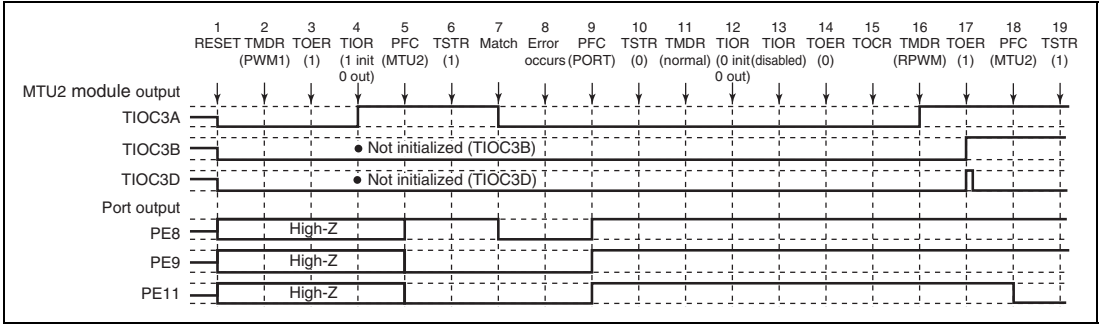 1 2 3 4 5 6 7 8 9 10 11 12 13 14 15 16 17 18 19
RESET TMDR TOER TIOR PFC TSTR Match Error PFC TSTR TMDR TIOR TIOR TOER TOCR TMDR TOER PFC TSTR
(PWM1) (1) (1 init (MTU2) (1) occurs (PORT) (0) (normal) (0 init (disabled) (0) (RPWM) (1) (MTU2) (1)
0 out) 0 out)
MTU2 module output
TIOC3A
TIOC3B • Not initialized (TIOC3B)
TIOC3D • Not initialized (TIOC3D)
Port output
PE8 High-Z
PE9 High-Z
PE11 High-Z